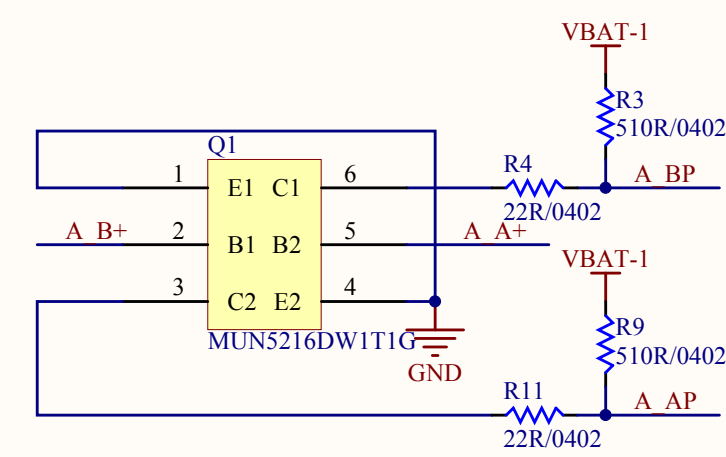 VBAT-1
R3
510R/0402
Q1
1
E1
C1
6
R4
22R/0402
A_BP
A_B+
2
B1
B2
5
A_A+
VBAT-1
3
C2
E2
4
MUN5216DW1T1G
GND
R9
510R/0402
R11
22R/0402
A_AP